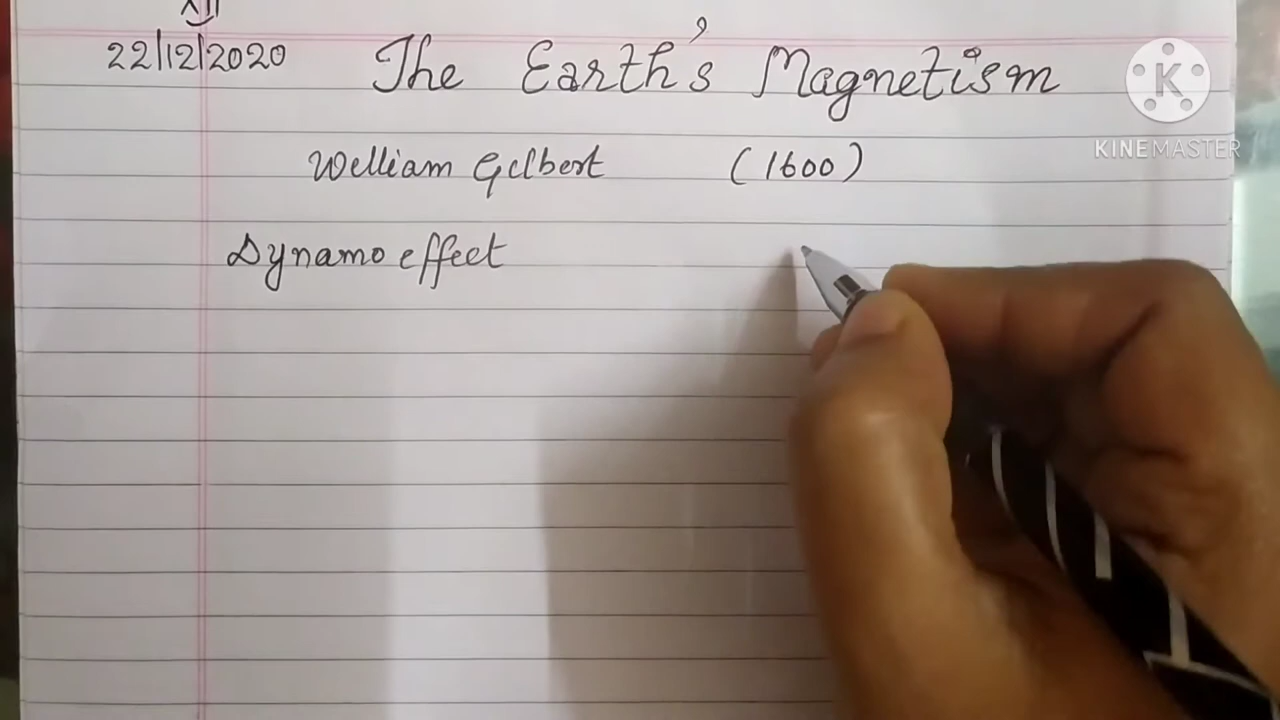 XII
22/12/2020
The Earth's Magnetism
William Gilbert (1600)
Dynamo effect
K
KINEMASTER